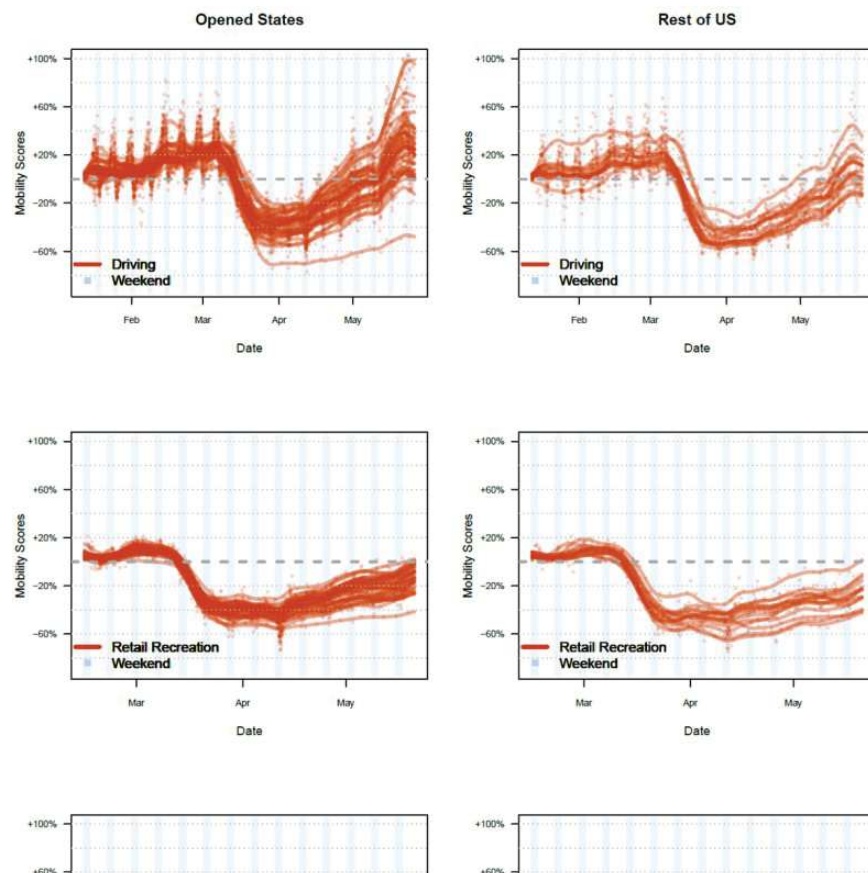 Opened States
Rest of US
+100%
+60%
+20%
−20%
−60%
Mobility Scores
Driving
Weekend
Feb
Mar
Apr
May
Date
+100%
+60%
+20%
−20%
−60%
Mobility Scores
Driving
Weekend
Feb
Mar
Apr
May
Date
+100%
+60%
+20%
−20%
−60%
Mobility Scores
Retail Recreation
Weekend
Mar
Apr
May
Date
+100%
+60%
+20%
−20%
−60%
Mobility Scores
Retail Recreation
Weekend
Mar
Apr
May
Date
+100%
+60%
+100%
+60%